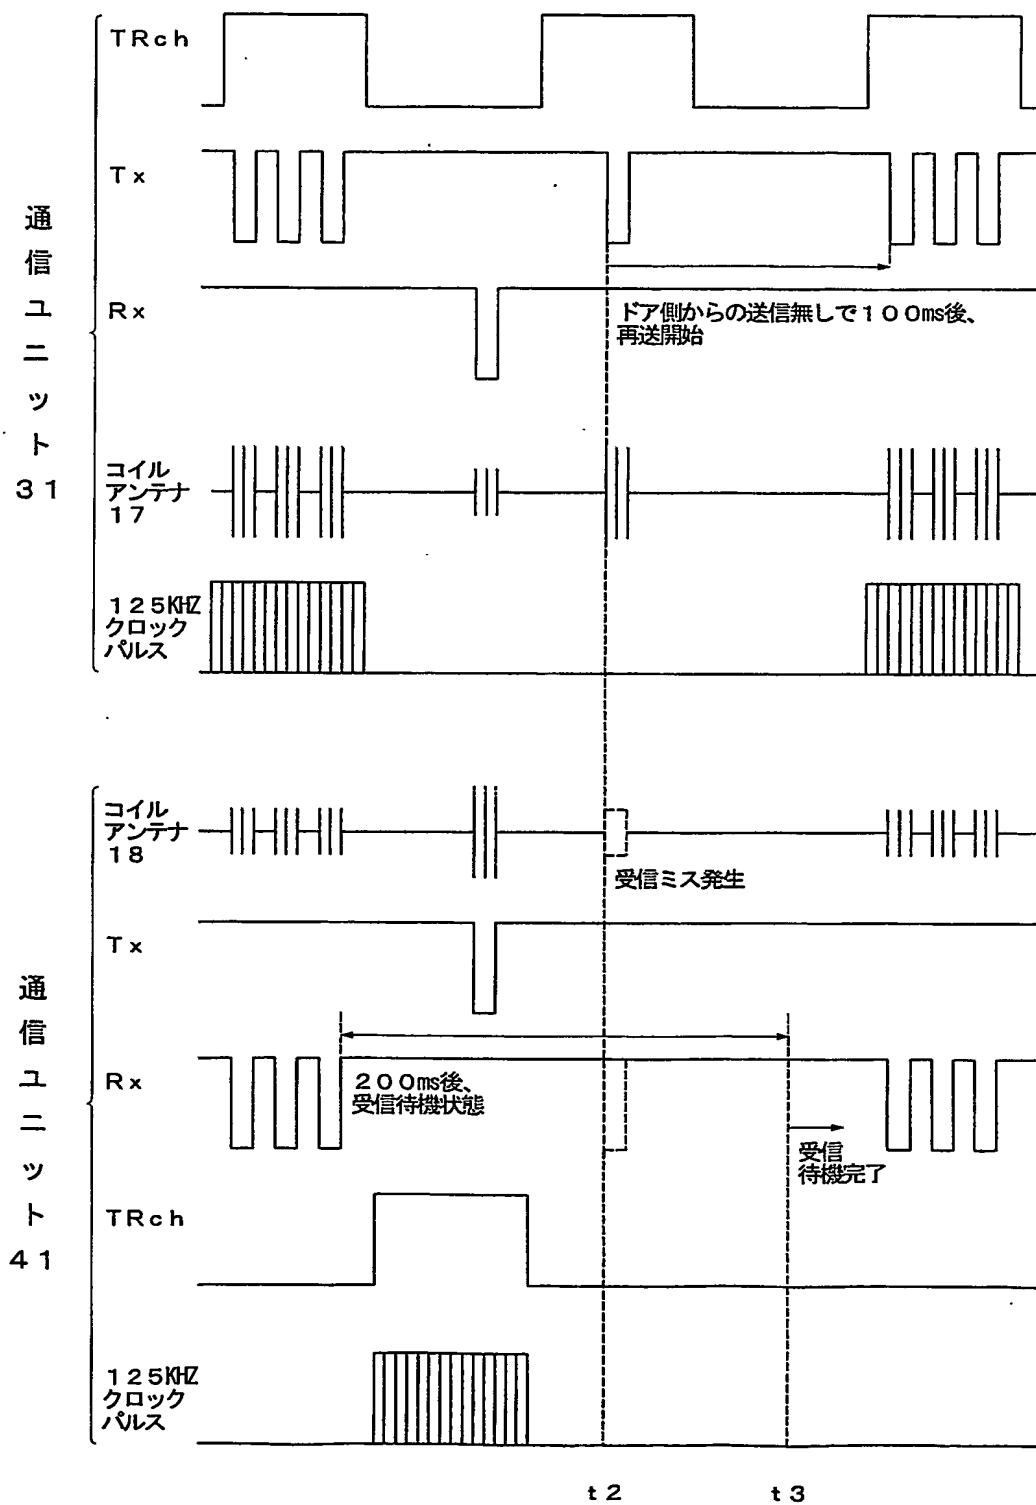 通信ユニット31
TRch
Tx
Rx
ドア側からの送信無しで100ms後、
再送開始
コイル
アンテナ
17
125KHZ
クロック
パルス
通信ユニット41
コイル
アンテナ
18
受信ミス発生
Tx
Rx
200ms後、
受信待機状態
受信
待機完了
TRch
125KHZ
クロック
パルス
t2
t3